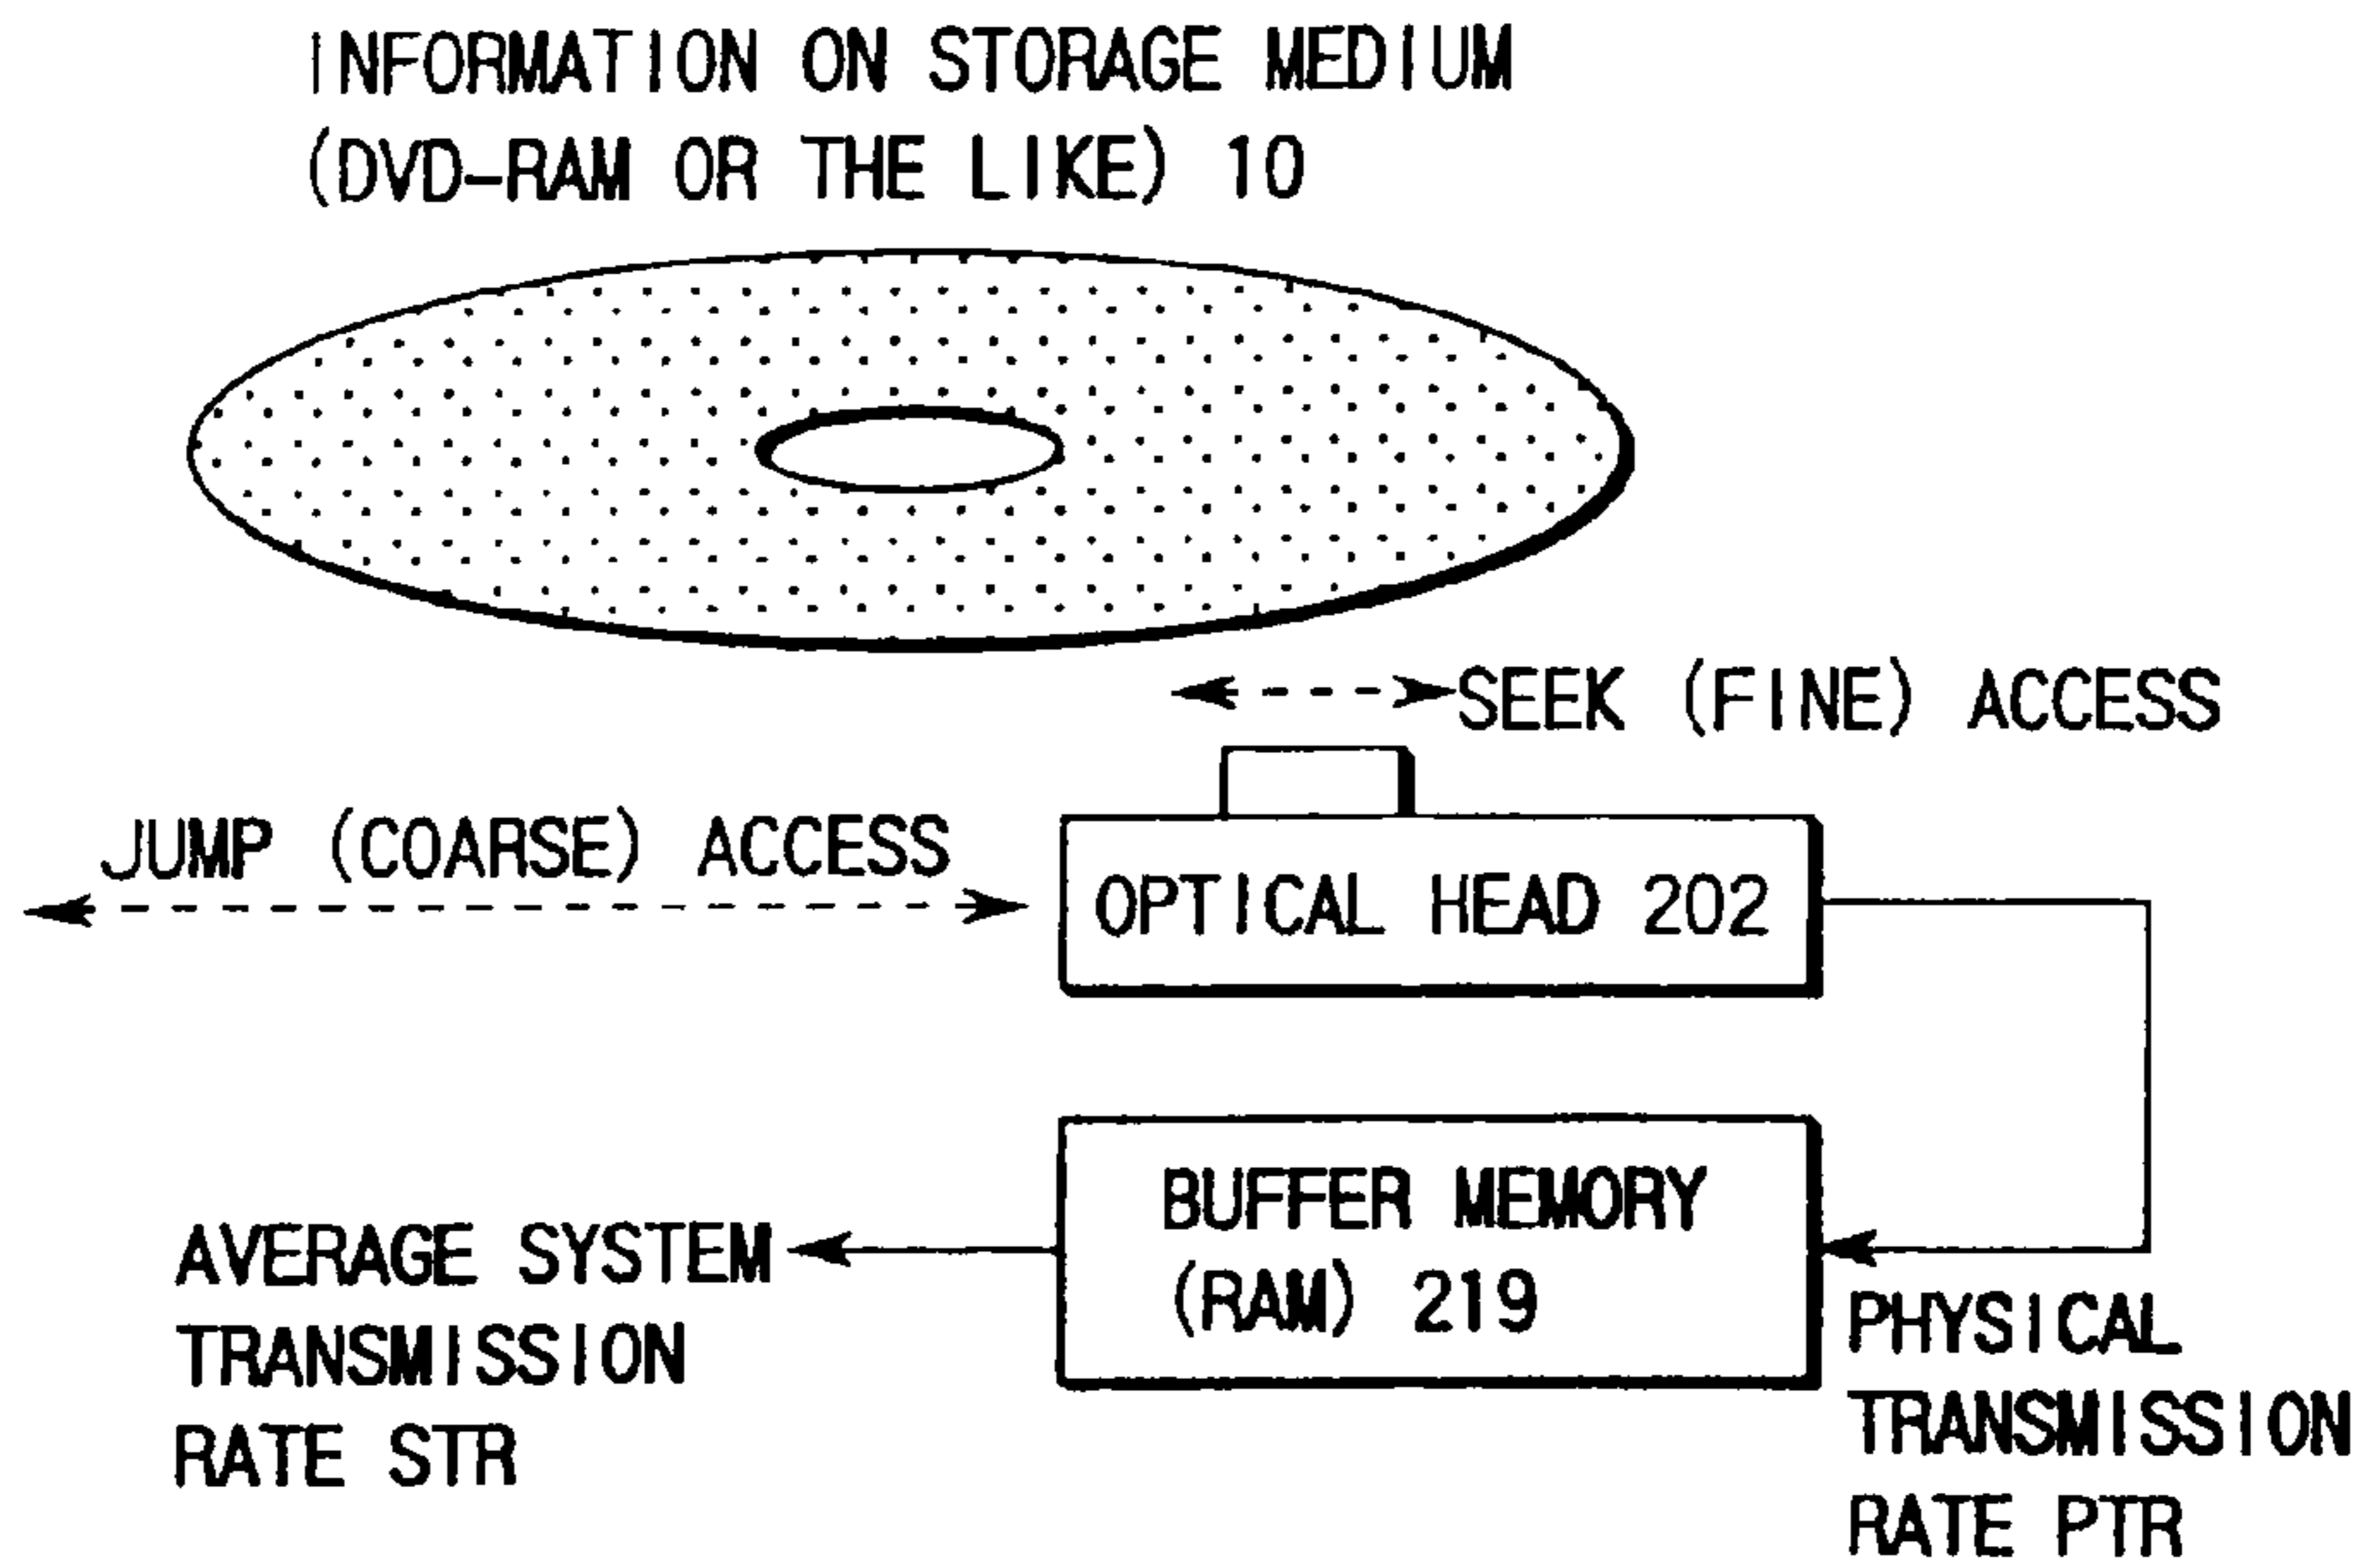 INFORMATION ON STORAGE MEDIUM
(DVD-RAM OR THE LIKE) 10
SEEK (FINE) ACCESS
JUMP (COARSE) ACCESS
OPTICAL HEAD 202
BUFFER MEMORY
(RAM) 219
AVERAGE SYSTEM
TRANSMISSION
RATE STR
PHYSICAL
TRANSMISSION
RATE PTR